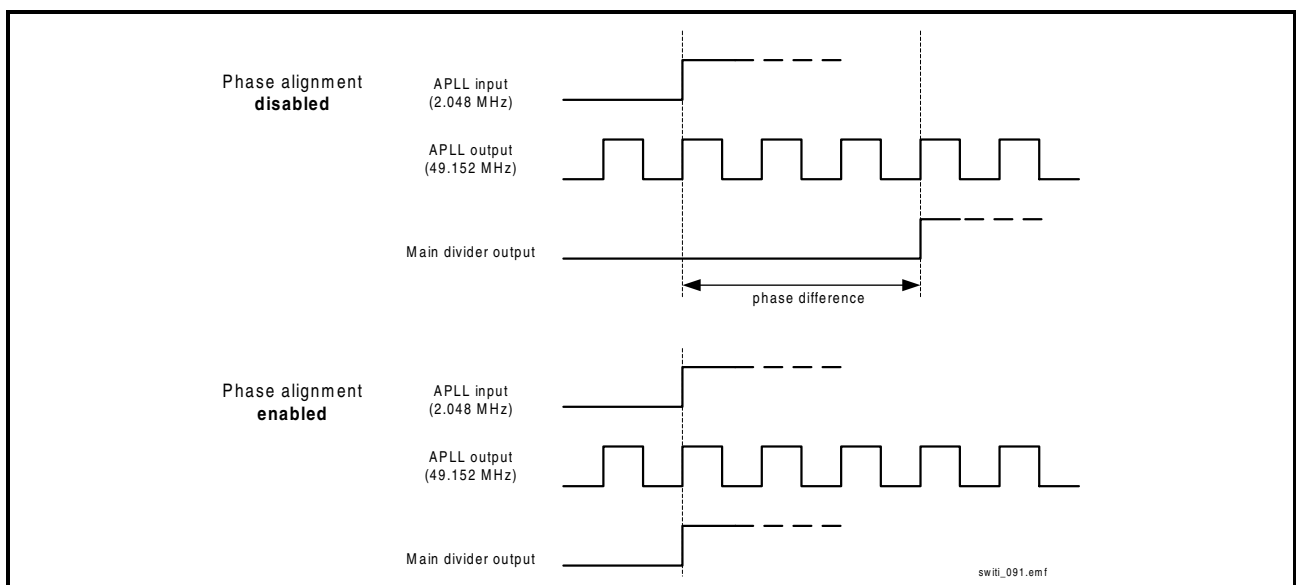 Phase alignment
disabled
APLL input
(2.048 MHz)
APLL output
(49.152 MHz)
Main divider output
phase difference
Phase alignment
enabled
APLL input
(2.048 MHz)
APLL output
(49.152 MHz)
Main divider output
switi_091.emf